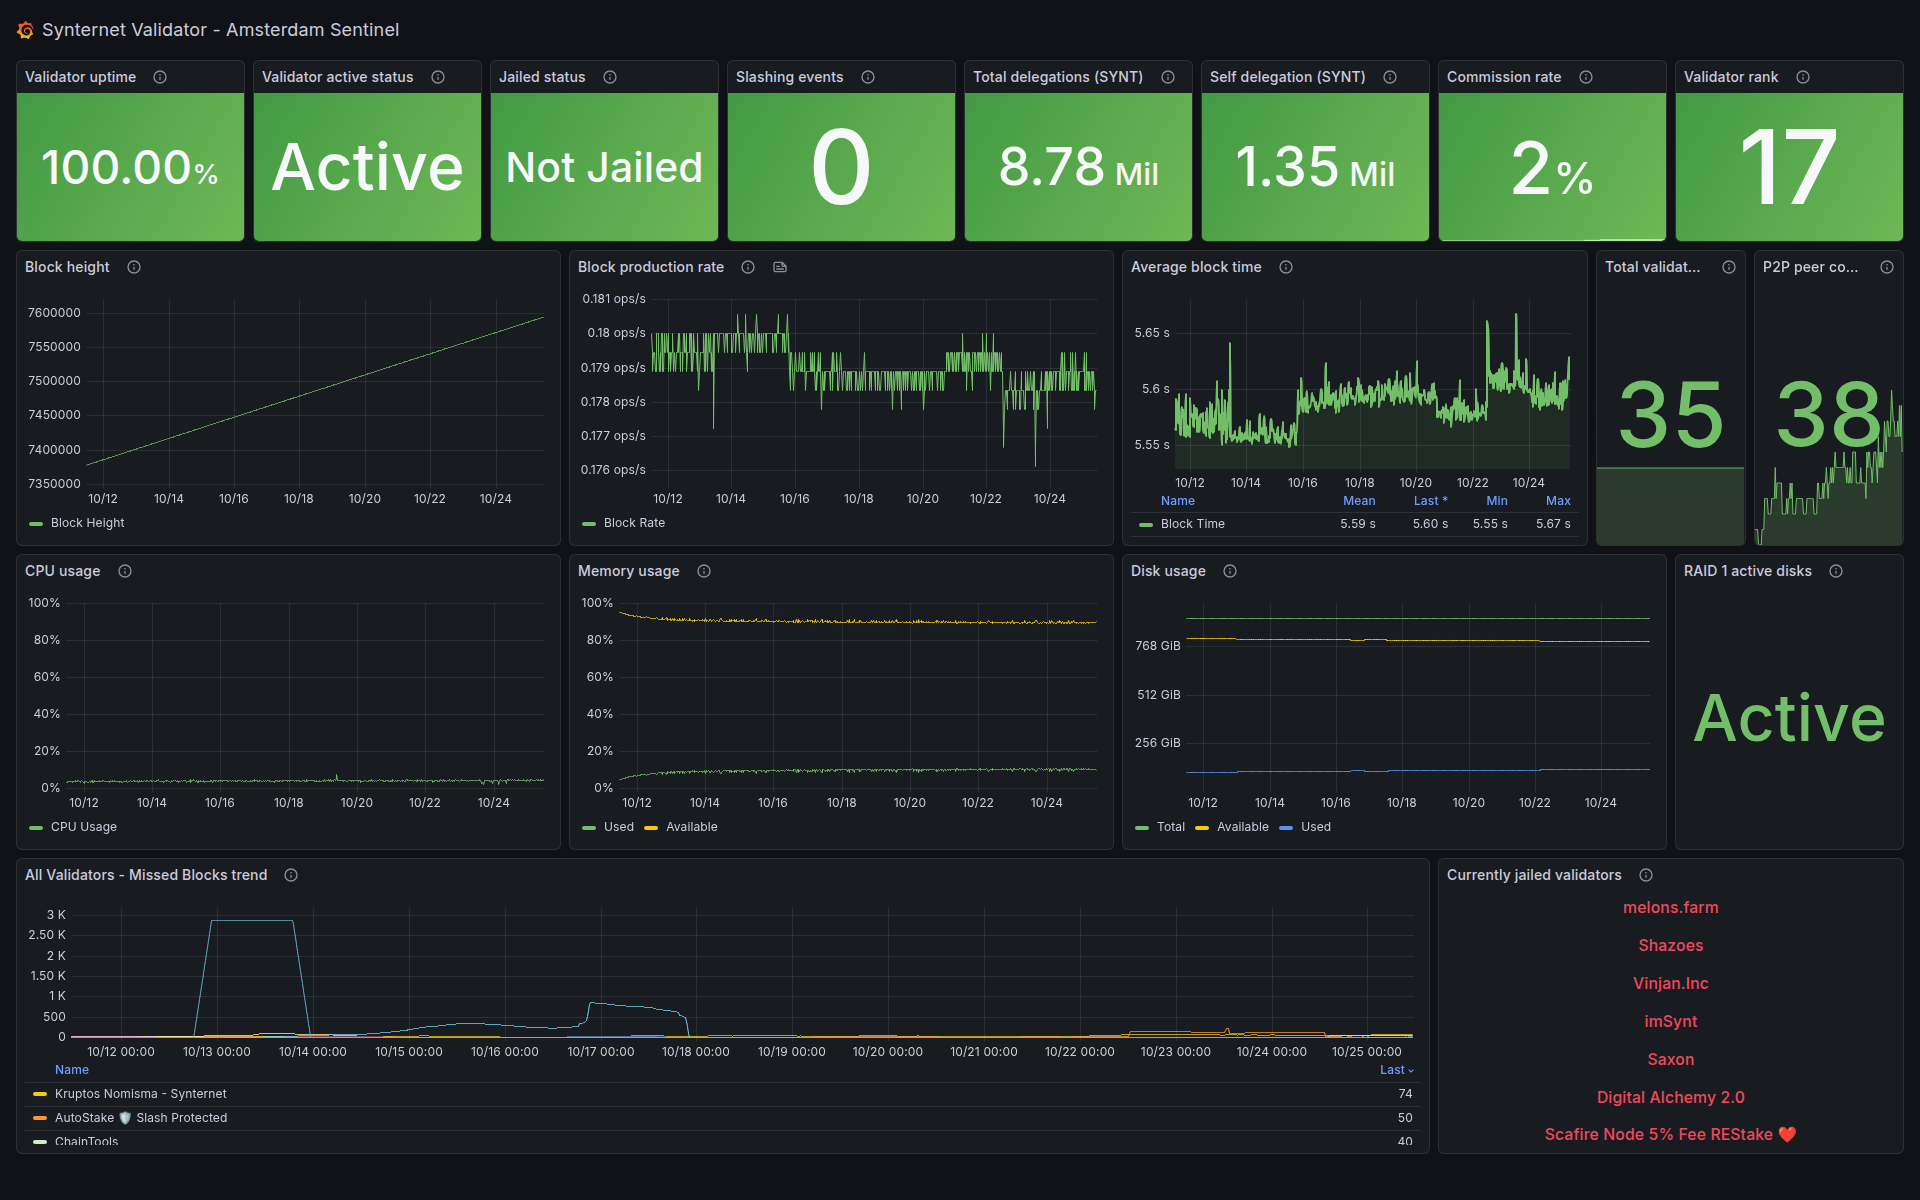 Synternet Validator - Amsterdam Sentinel
Validator uptime
100.00%
Validator active status
Active
Jailed status
Not Jailed
Slashing events
0
Total delegations (SYNT)
8.78 Mil
Self delegation (SYNT)
1.35 Mil
Commission rate
2%
Validator rank
17
Block height
7600000
7550000
7500000
7450000
7400000
7350000
10/12 10/14 10/16 10/18 10/20 10/22 10/24
Block Height
Block production rate
0.181 ops/s
0.18 ops/s
0.179 ops/s
0.178 ops/s
0.177 ops/s
0.176 ops/s
10/12 10/14 10/16 10/18 10/20 10/22 10/24
Block Rate
Average block time
5.65 s
5.6 s
5.55 s
10/12 10/14 10/16 10/18 10/20 10/22 10/24
Name Mean Last * Min Max
Block Time 5.59 s 5.60 s 5.55 s 5.67 s
Total validat...
35
P2P peer co...
38
CPU usage
100%
80%
60%
40%
20%
0%
10/12 10/14 10/16 10/18 10/20 10/22 10/24
CPU Usage
Memory usage
100%
80%
60%
40%
20%
0%
10/12 10/14 10/16 10/18 10/20 10/22 10/24
Used Available
Disk usage
768 GiB
512 GiB
256 GiB
10/12 10/14 10/16 10/18 10/20 10/22 10/24
Total Available Used
RAID 1 active disks
Active
All Validators - Missed Blocks trend
3 K
2.50 K
2 K
1.50 K
1 K
500
0
10/12 00:00 10/13 00:00 10/14 00:00 10/15 00:00 10/16 00:00 10/17 00:00 10/18 00:00 10/19 00:00 10/20 00:00 10/21 00:00 10/22 00:00 10/23 00:00 10/24 00:00 10/25 00:00
Name Last
Kruptos Nomisma - Synternet 74
AutoStake 🛡️ Slash Protected 50
ChainTools 40
Currently jailed validators
melons.farm
Shazoes
Vinjan.Inc
imSynt
Saxon
Digital Alchemy 2.0
Scafire Node 5% Fee REStake ❤️